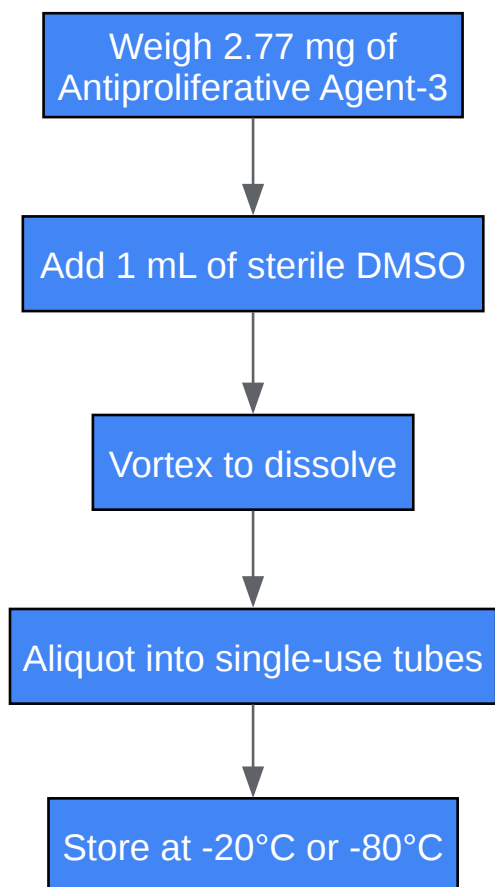 Weigh 2.77 mg of
Antiproliferative Agent-3
Add 1 mL of sterile DMSO
Vortex to dissolve
Aliquot into single-use tubes
Store at -20°C or -80°C